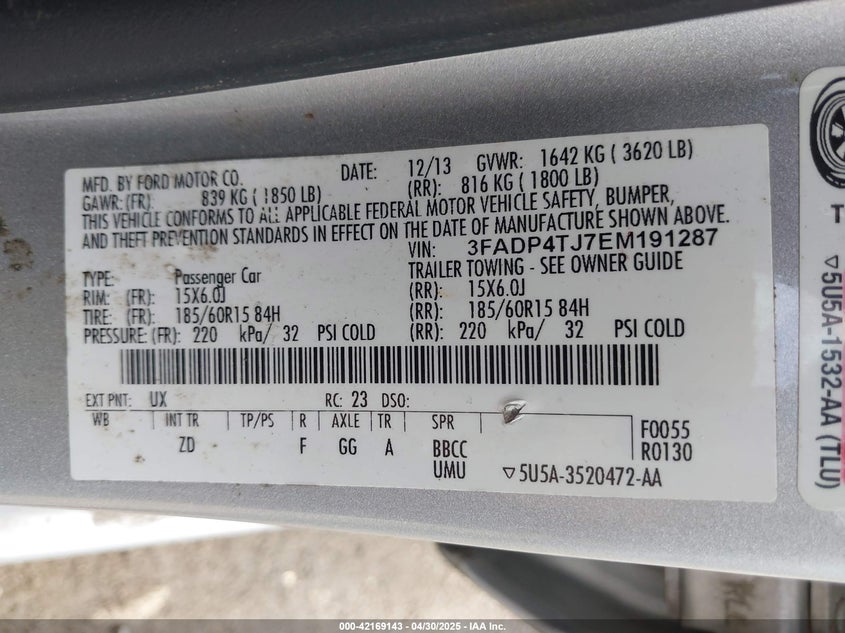 MFD. BY FORD MOTOR CO.
DATE: 12/13 GVWR: 1642 KG ( 3620 LB)
GAWR: (FR): 839 KG ( 1850 LB) (RR): 816 KG ( 1800 LB)
THIS VEHICLE CONFORMS TO ALL APPLICABLE FEDERAL MOTOR VEHICLE SAFETY, BUMPER,
AND THEFT PREVENTION STANDARDS IN EFFECT ON THE DATE OF MANUFACTURE SHOWN ABOVE.
VIN: 3FADP4TJ7EM191287
TYPE: Passenger Car TRAILER TOWING - SEE OWNER GUIDE
RIM: (FR): 15X6.0J (RR): 15X6.0J
TIRE: (FR): 185/60R15 84H (RR): 185/60R15 84H
PRESSURE: (FR): 220 kPa/ 32 PSI COLD (RR): 220 kPa/ 32 PSI COLD
EXT PNT: UX RC: 23 DSO:
WB INT TR TP/PS R AXLE TR SPR F0055
ZD F GG A BBCC R0130
UMU ▽5U5A-3520472-AA
T
▽5U5A-1532-AA (TLU)
000-42169143 - 04/30/2025 - IAA Inc.